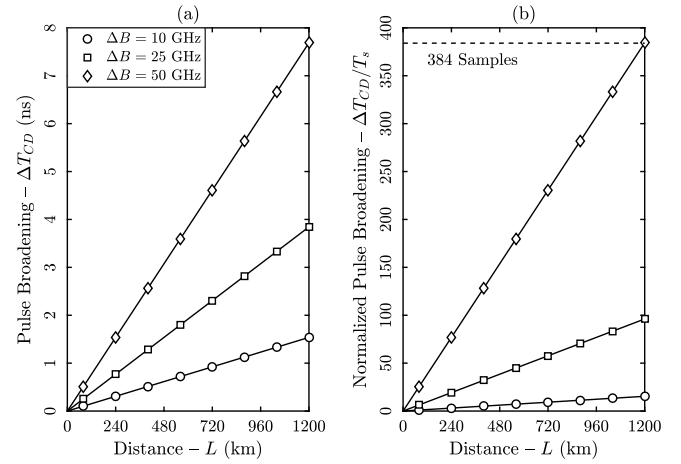 (a)
Pulse Broadening – ΔT_CD (ns)
8
7
6
5
4
3
2
1
0
ΔB = 10 GHz
ΔB = 25 GHz
ΔB = 50 GHz
0 240 480 720 960 1200
Distance – L (km)
(b)
Normalized Pulse Broadening – ΔT_CD/T_s
400
350
300
250
200
150
100
50
0
384 Samples
0 240 480 720 960 1200
Distance – L (km)